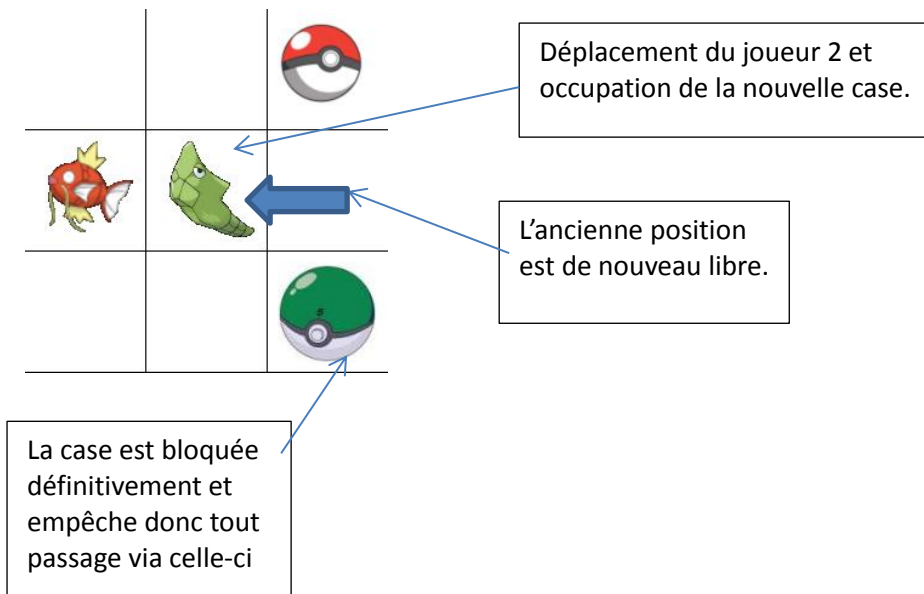 Déplacement du joueur 2 et
occupation de la nouvelle case.
L'ancienne position
est de nouveau libre.
La case est bloquée
définitivement et
empêche donc tout
passage via celle-ci